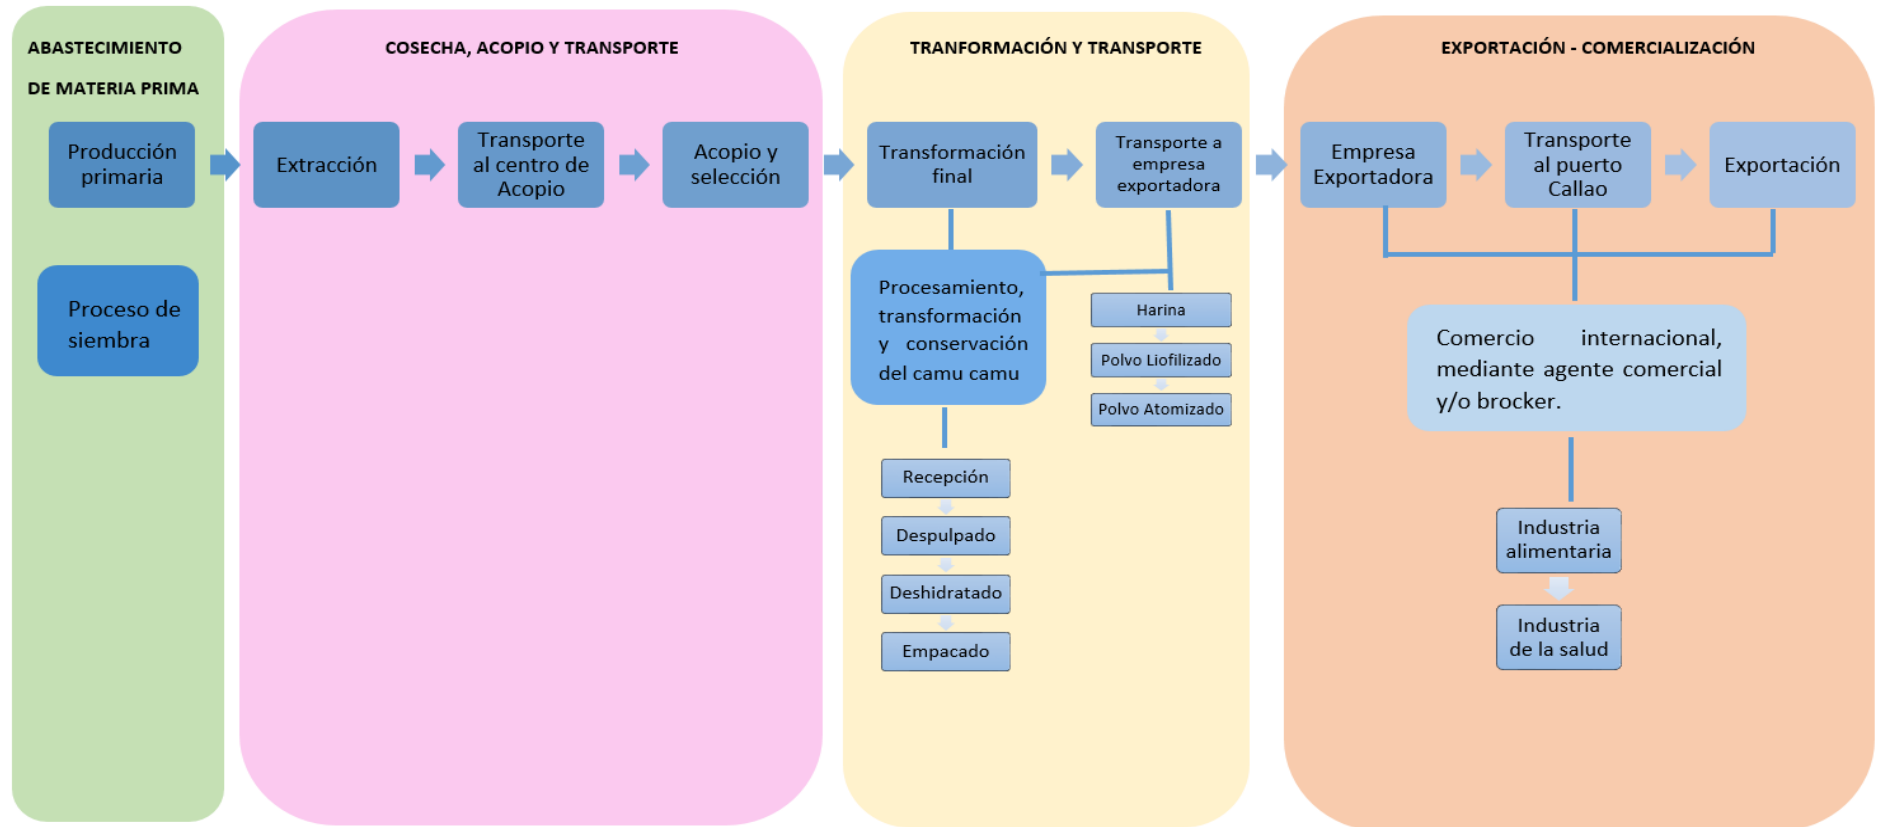 ABASTECIMIENTO
DE MATERIA PRIMA
Producción
primaria
Proceso de
siembra
COSECHA, ACOPIO Y TRANSPORTE
Extracción
Transporte
al centro de
Acopio
Acopio y
selección
TRANFORMACIÓN Y TRANSPORTE
Transformación
final
Transporte a
empresa
exportadora
Procesamiento,
transformación
y conservación
del camu camu
Harina
Polvo Liofilizado
Polvo Atomizado
Recepción
Despulpado
Deshidratado
Empacado
EXPORTACIÓN - COMERCIALIZACIÓN
Empresa
Exportadora
Transporte
al puerto
Callao
Exportación
Comercio internacional,
mediante agente comercial
y/o brocker.
Industria
alimentaria
Industria
de la salud